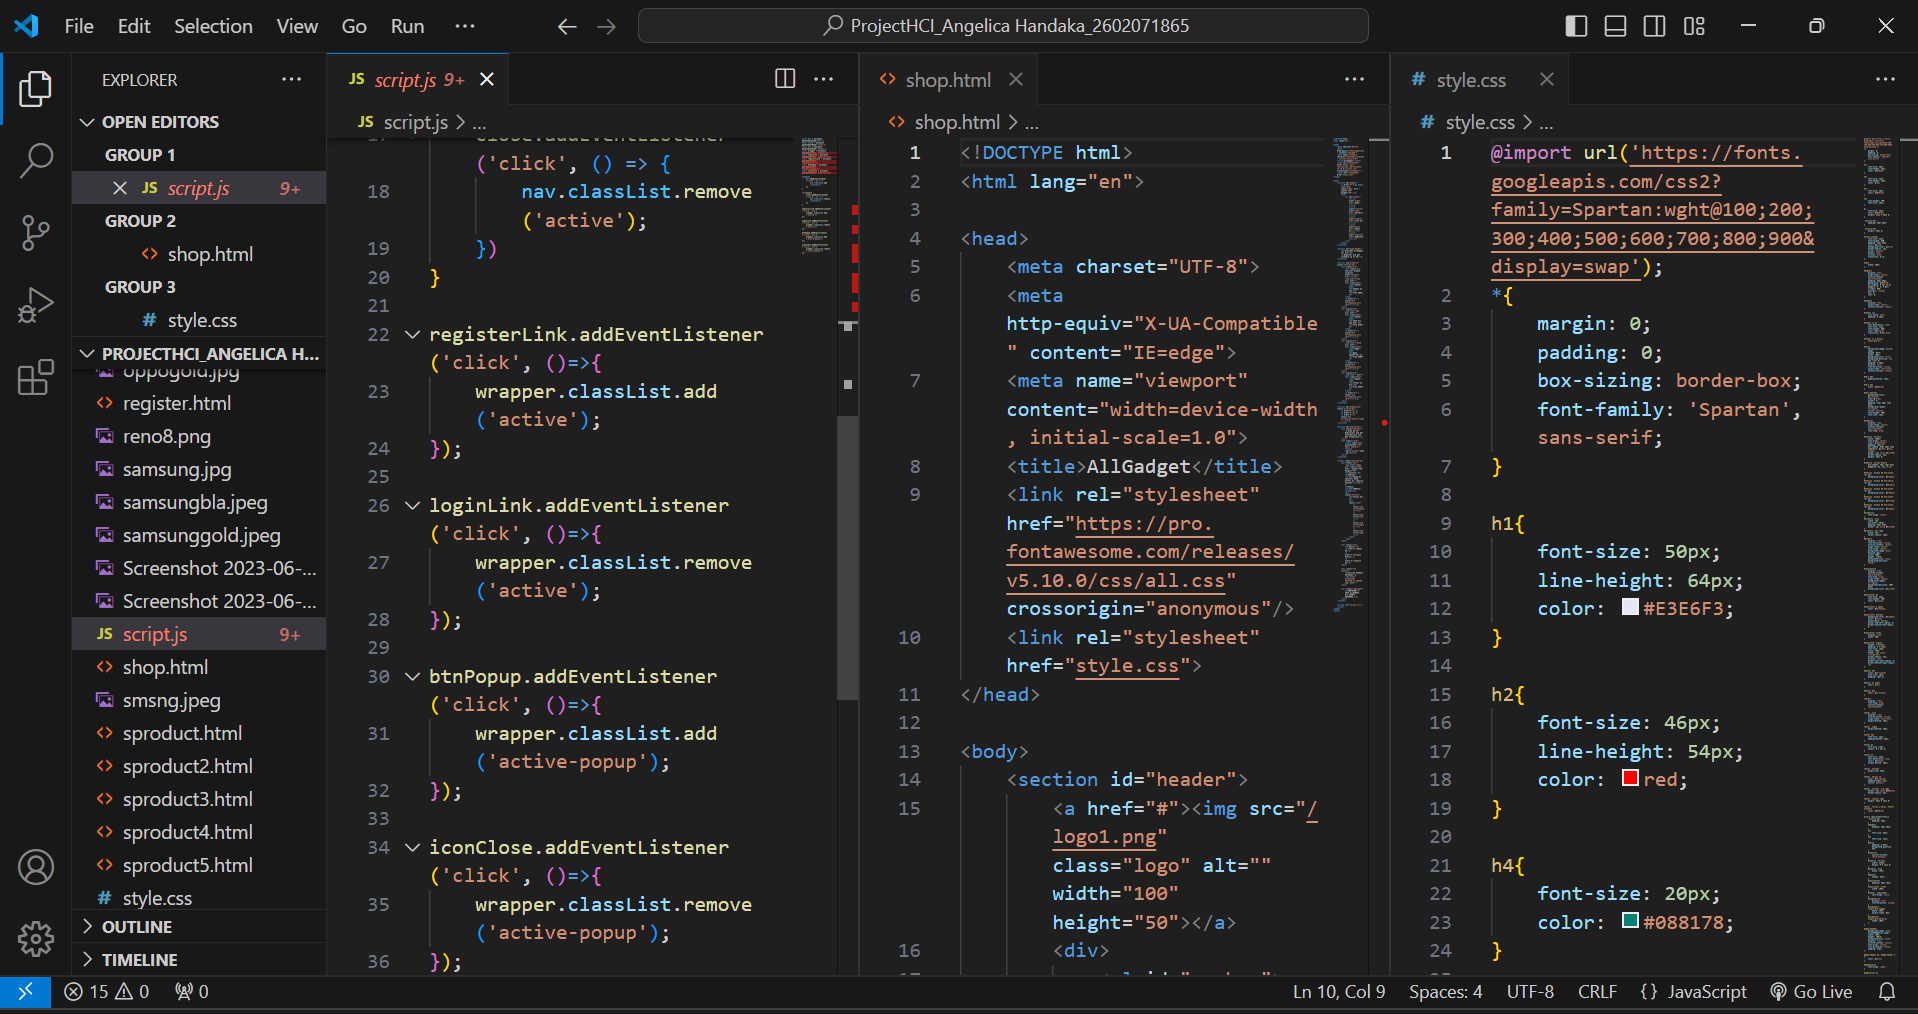 File Edit Selection View Go Run ProjectHCI_Angelica Handaka_2602071865
EXPLORER
OPEN EDITORS
GROUP 1
JS script.js 9+
GROUP 2
<> shop.html
GROUP 3
# style.css
PROJECTHCI_ANGELICA H...
oppogold.jpg
<> register.html
reno8.png
samsung.jpg
samsungbla.jpeg
samsunggold.jpeg
Screenshot 2023-06-...
Screenshot 2023-06-...
JS script.js 9+
<> shop.html
smsng.jpeg
<> sproduct.html
<> sproduct2.html
<> sproduct3.html
<> sproduct4.html
<> sproduct5.html
# style.css
OUTLINE
TIMELINE
JS script.js 9+
JS script.js > ...
close.addEventListener
('click', () => {
18 nav.classList.remove
('active');
19 })
20 }
21
22 registerLink.addEventListener
('click', ()=>{
23 wrapper.classList.add
('active');
24 });
25
26 loginLink.addEventListener
('click', ()=>{
27 wrapper.classList.remove
('active');
28 });
29
30 btnPopup.addEventListener
('click', ()=>{
31 wrapper.classList.add
('active-popup');
32 });
33
34 iconClose.addEventListener
('click', ()=>{
35 wrapper.classList.remove
('active-popup');
36 });
<> shop.html
<> shop.html > ...
1 <!DOCTYPE html>
2 <html lang="en">
3
4 <head>
5 <meta charset="UTF-8">
6 <meta
http-equiv="X-UA-Compatible
" content="IE=edge">
7 <meta name="viewport"
content="width=device-width
, initial-scale=1.0">
8 <title>AllGadget</title>
9 <link rel="stylesheet"
href="https://pro.
fontawesome.com/releases/
v5.10.0/css/all.css"
crossorigin="anonymous"/>
10 <link rel="stylesheet"
href="style.css">
11 </head>
12
13 <body>
14 <section id="header">
15 <a href="#"><img src="/
logo1.png"
class="logo" alt=""
width="100"
height="50"></a>
16 <div>
# style.css
# style.css > ...
1 @import url('https://fonts.
googleapis.com/css2?
family=Spartan:wght@100;200;
300;400;500;600;700;800;900&
display=swap');
2 *{
3 margin: 0;
4 padding: 0;
5 box-sizing: border-box;
6 font-family: 'Spartan',
sans-serif;
7 }
8
9 h1{
10 font-size: 50px;
11 line-height: 64px;
12 color: #E3E6F3;
13 }
14
15 h2{
16 font-size: 46px;
17 line-height: 54px;
18 color: red;
19 }
20
21 h4{
22 font-size: 20px;
23 color: #088178;
24 }
15 0 0 Ln 10, Col 9 Spaces: 4 UTF-8 CRLF {} JavaScript Go Live